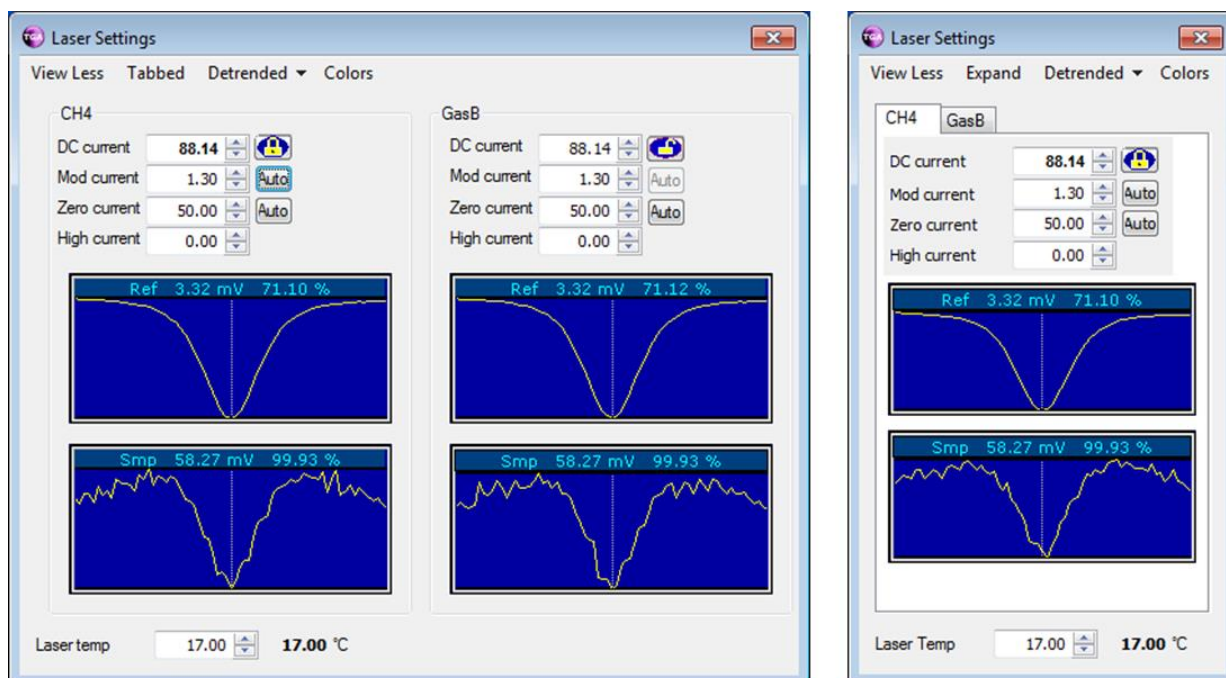 Laser Settings
View Less Tabbed Detrended Colors
CH4
DC current 88.14
Mod current 1.30 Auto
Zero current 50.00 Auto
High current 0.00
Ref 3.32 mV 71.10 %
Smp 58.27 mV 99.93 %
GasB
DC current 88.14
Mod current 1.30 Auto
Zero current 50.00 Auto
High current 0.00
Ref 3.32 mV 71.12 %
Smp 58.27 mV 99.93 %
Laser temp 17.00 17.00 °C
TGA Laser Settings
View Less Expand Detrended Colors
CH4 GasB
DC current 88.14
Mod current 1.30 Auto
Zero current 50.00 Auto
High current 0.00
Ref 3.32 mV 71.10 %
Smp 58.27 mV 99.93 %
Laser Temp 17.00 17.00 °C